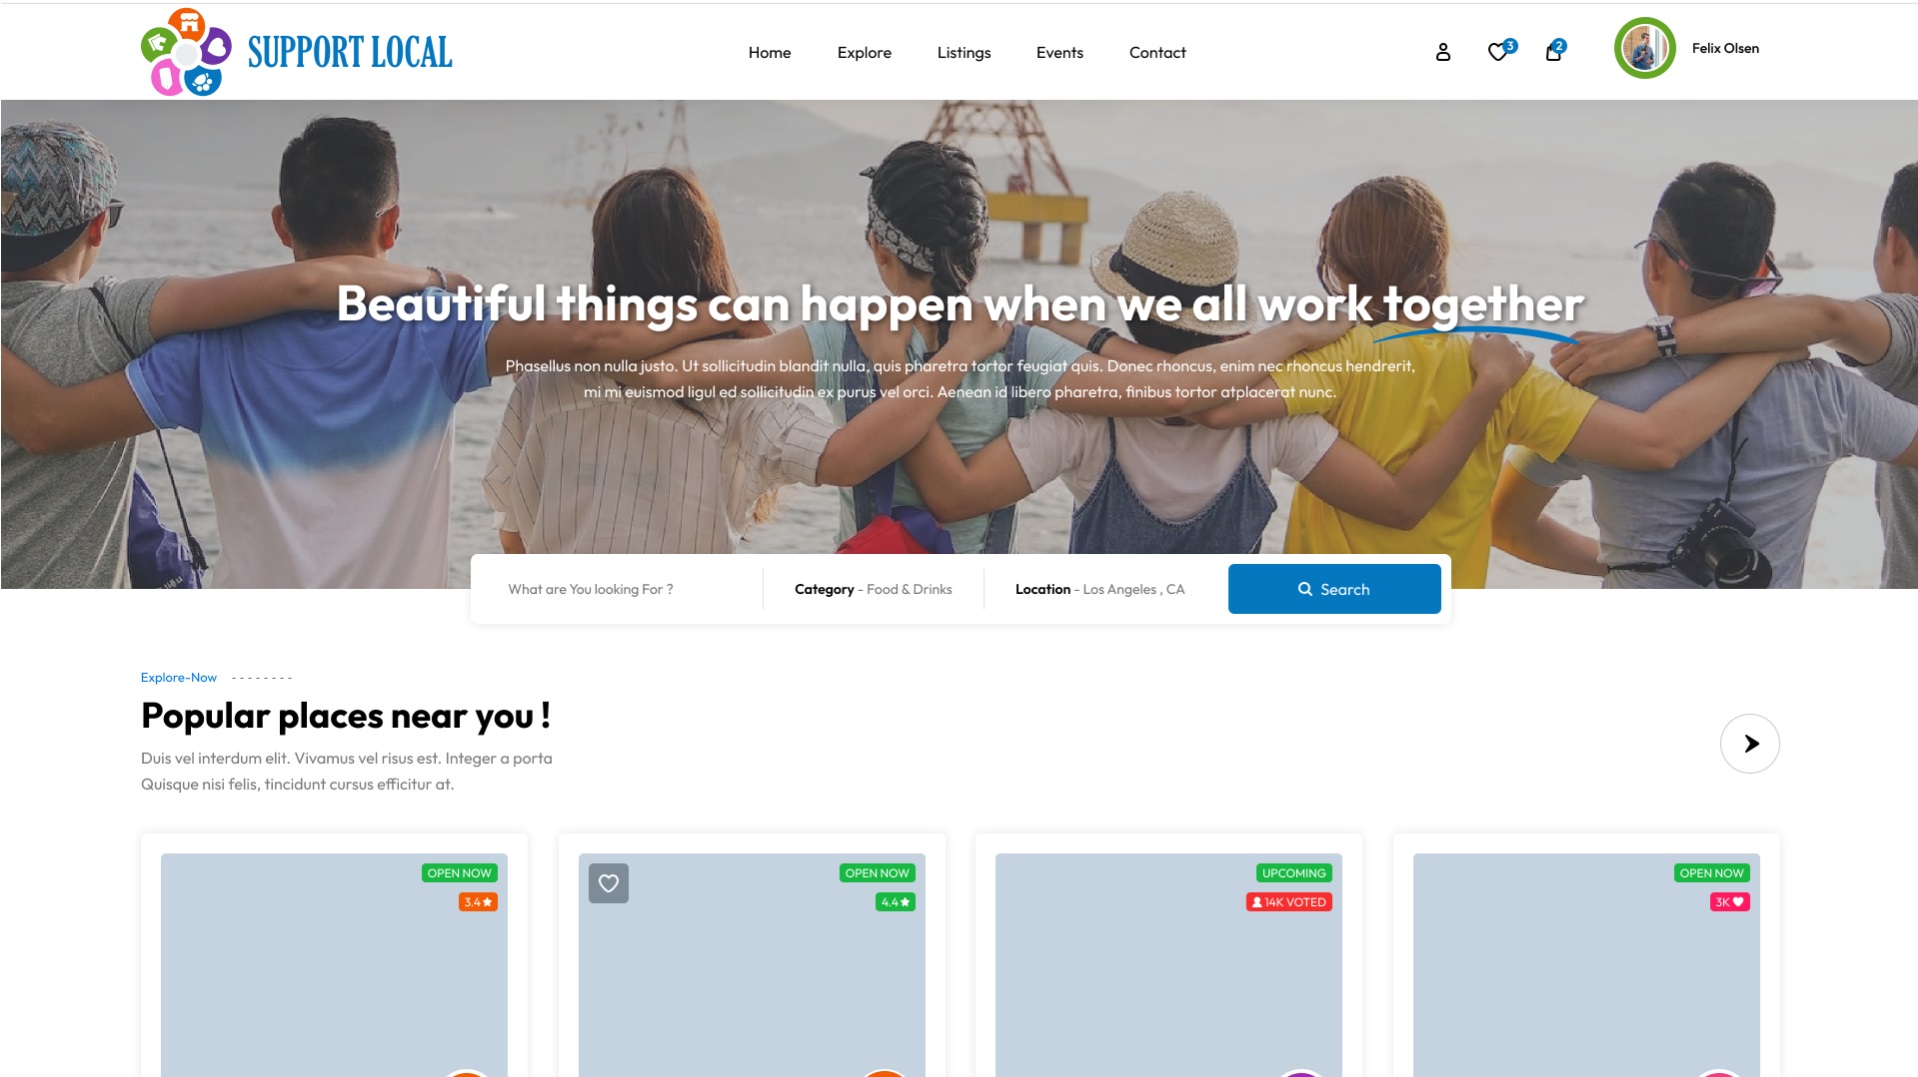 SUPPORT LOCAL
Home Explore Listings Events Contact
3 2
Felix Olsen
Beautiful things can happen when we all work together
Phasellus non nulla justo. Ut sollicitudin blandit nulla, quis pharetra tortor feugiat quis. Donec rhoncus, enim nec rhoncus hendrerit,
mi mi euismod ligul ed sollicitudin ex purus vel orci. Aenean id libero pharetra, finibus tortor atplacerat nunc.
What are You looking For ? Category - Food & Drinks Location - Los Angeles , CA Search
Explore-Now --------
Popular places near you !
Duis vel interdum elit. Vivamus vel risus est. Integer a porta
Quisque nisi felis, tincidunt cursus efficitur at.
OPEN NOW
3.4
OPEN NOW
4.4
UPCOMING
14K VOTED
OPEN NOW
3K